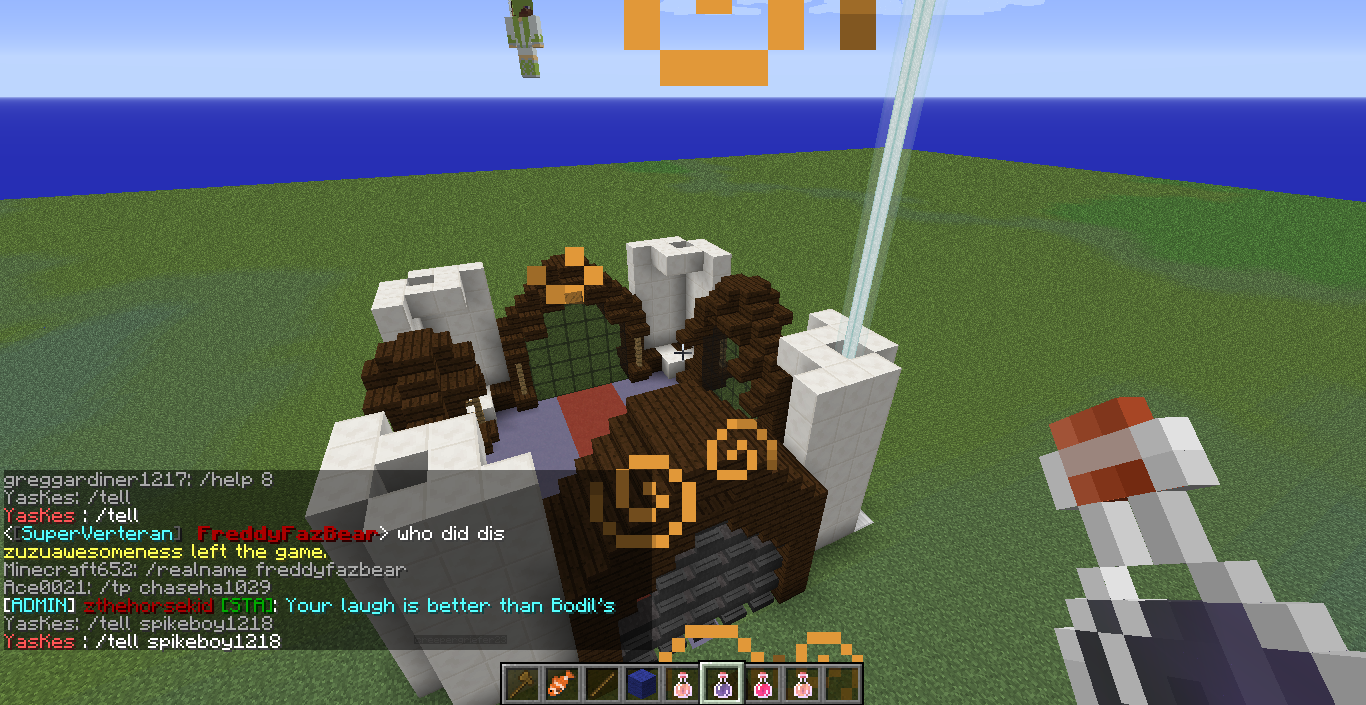 greggardiner1217: /help 8
YasKes: /tell
YasKes : /tell
<[SuperVerteran] FreddyFazBear> who did dis
zuzuawesomeness left the game.
Minecraft652: /realname freddyfazbear
Ace0021: /tp chaseha1029
[ADMIN] zthehorsekid [STA]: Your laugh is better than Bodil's
YasKes: /tell spikeboy1218
YasKes : /tell spikeboy1218